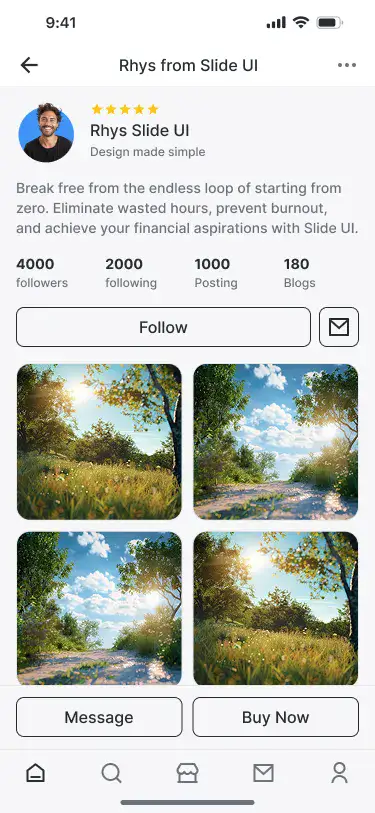 9:41
Rhys from Slide UI
Rhys Slide UI
Design made simple
Break free from the endless loop of starting from
zero. Eliminate wasted hours, prevent burnout,
and achieve your financial aspirations with Slide UI.
4000 2000 1000 180
followers following Posting Blogs
Follow
Message Buy Now